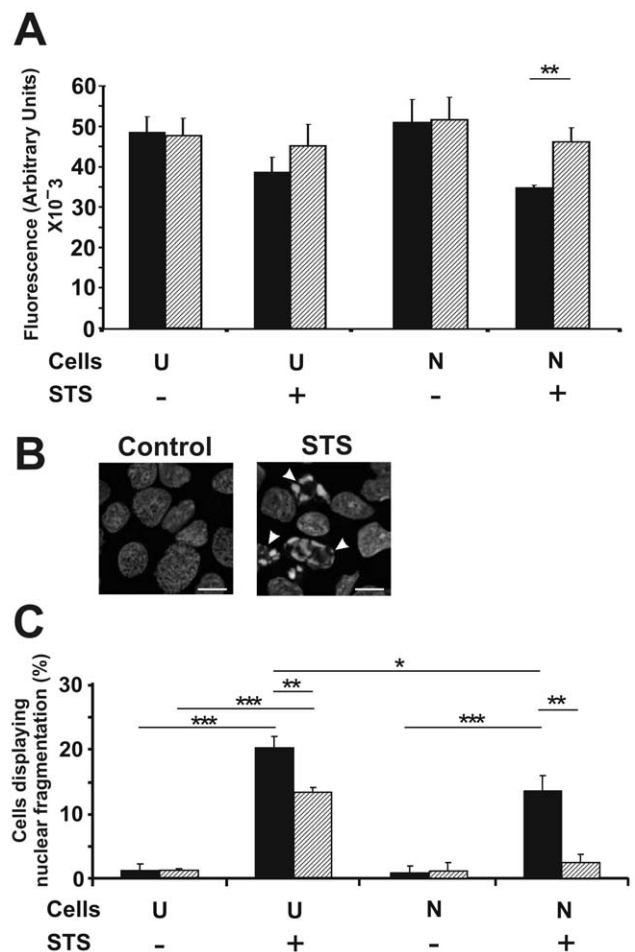 A
Fluorescence (Arbitrary Units)
X10⁻3
60
50
40
30
20
10
0
**
Cells U U N N
STS - + - +
B
Control STS
C
Cells displaying
nuclear fragmentation (%)
30
20
10
0
*
**
***
**
***
***
Cells U U N N
STS - + - +